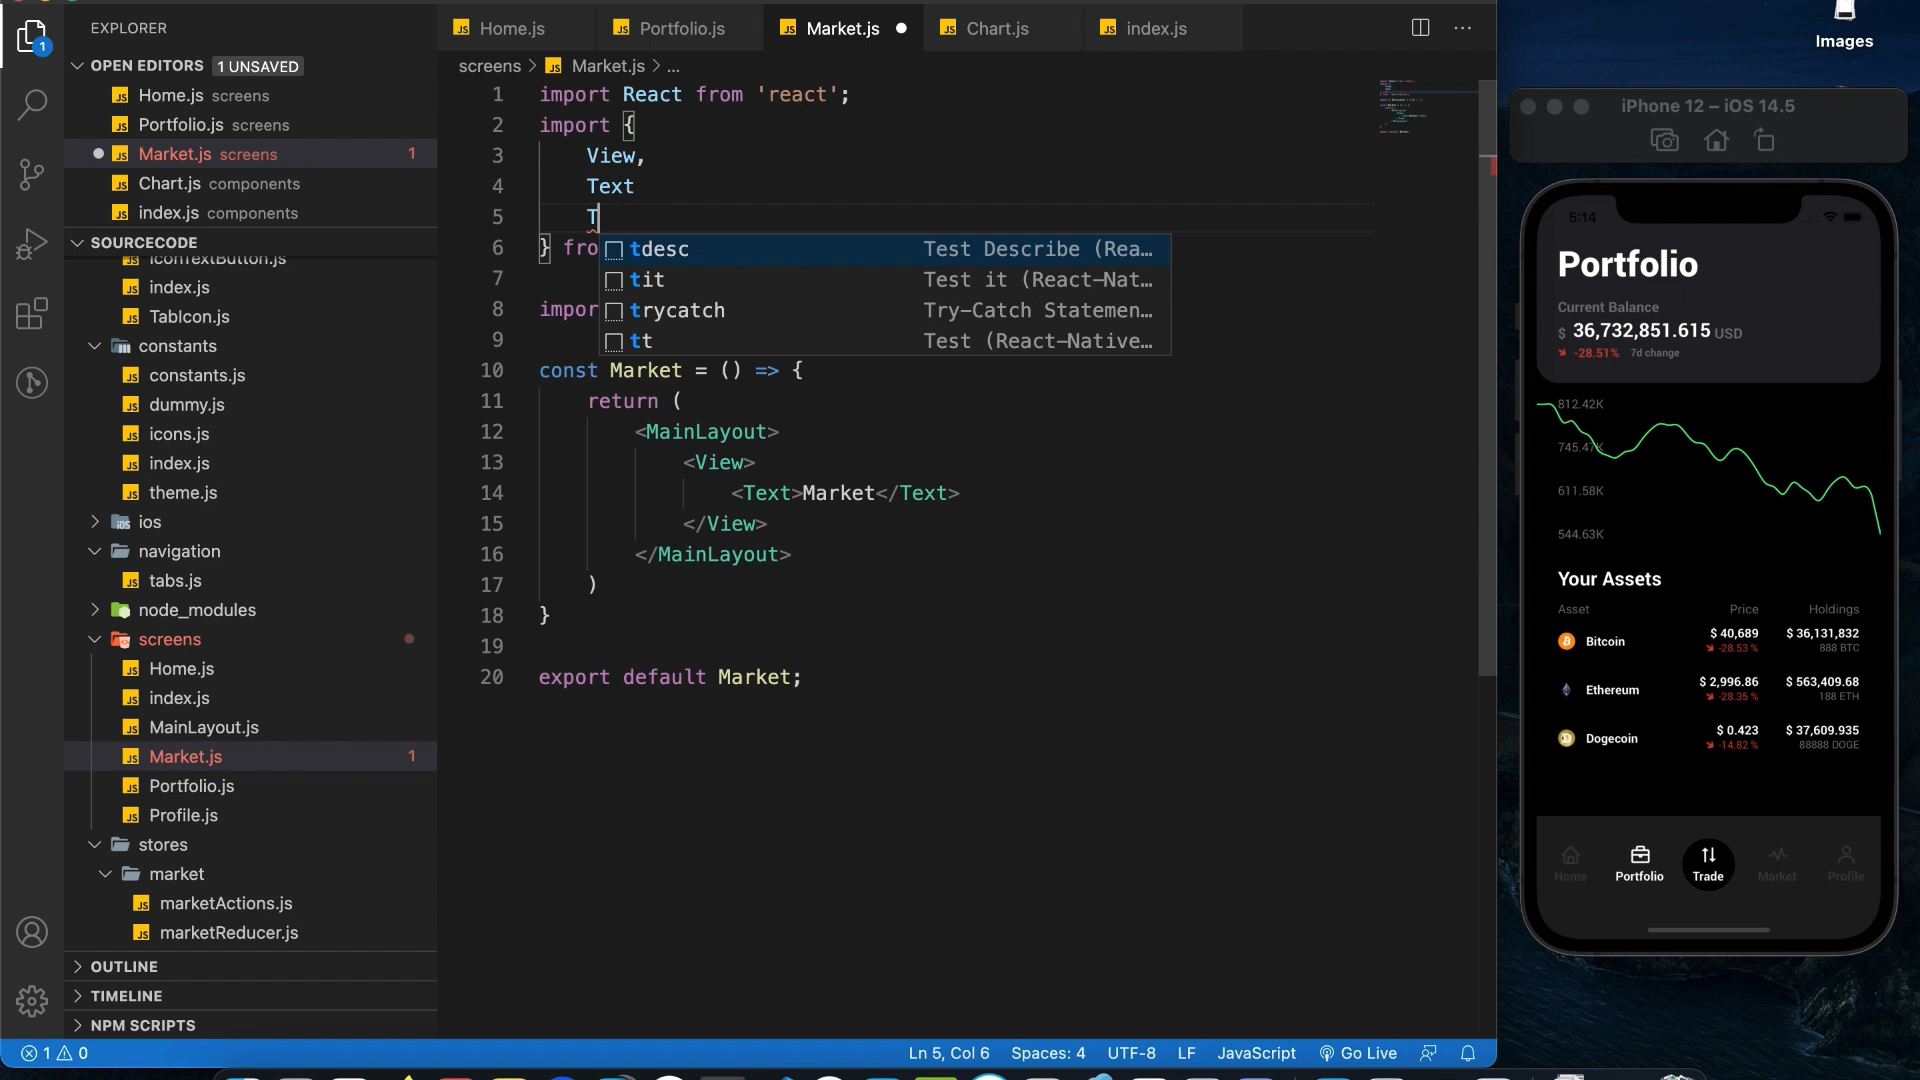 EXPLORER
OPEN EDITORS 1 UNSAVED
Home.js screens
Portfolio.js screens
Market.js screens 1
Chart.js components
index.js components
SOURCECODE
IconTextButton.js
index.js
TabIcon.js
constants
constants.js
dummy.js
icons.js
index.js
theme.js
ios
navigation
tabs.js
node_modules
screens
Home.js
index.js
MainLayout.js
Market.js 1
Portfolio.js
Profile.js
stores
market
marketActions.js
marketReducer.js
OUTLINE
TIMELINE
NPM SCRIPTS
Home.js Portfolio.js Market.js Chart.js index.js
screens > Market.js > ...
1 import React from 'react';
2 import {
3 View,
4 Text
5 T
6 } fro
7
8 impor
9
10 const Market = () => {
11 return (
12 <MainLayout>
13 <View>
14 <Text>Market</Text>
15 </View>
16 </MainLayout>
17 )
18 }
19
20 export default Market;
tdesc Test Describe (Rea…
tit Test it (React-Nat…
trycatch Try-Catch Statemen…
tt Test (React-Native…
1 0
Ln 5, Col 6 Spaces: 4 UTF-8 LF JavaScript Go Live
Images
iPhone 12 – iOS 14.5
5:14
Portfolio
Current Balance
$ 36,732,851.615 USD
-28.51% 7d change
812.42K
745.47K
611.58K
544.63K
Your Assets
Asset Price Holdings
Bitcoin $ 40,689 $ 36,131,832
-28.53 % 888 BTC
Ethereum $ 2,996.86 $ 563,409.68
-28.35 % 188 ETH
Dogecoin $ 0.423 $ 37,609.935
-14.82 % 88888 DOGE
Home Portfolio Trade Market Profile